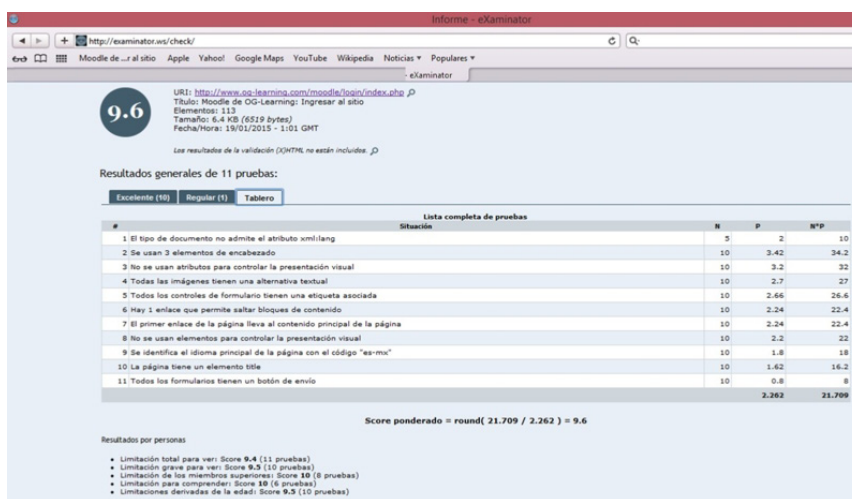 Informe - eXaminator
http://examinator.ws/check/
Moodle de ...r al sitio Apple Yahoo! Google Maps YouTube Wikipedia Noticias Populares
- eXaminator
9.6
URI: http://www.og-learning.com/moodle/login/index.php
Título: Moodle de OG-Learning: Ingresar al sitio
Elementos: 113
Tamaño: 6.4 KB (6519 bytes)
Fecha/Hora: 19/01/2015 - 1:01 GMT
Los resultados de la validación (X)HTML no están incluidos.
Resultados generales de 11 pruebas:
Excelente (10) Regular (1) Tablero
Lista completa de pruebas
# Situación N P N*P
1 El tipo de documento no admite el atributo xml:lang 5 2 10
2 Se usan 3 elementos de encabezado 10 3.42 34.2
3 No se usan atributos para controlar la presentación visual 10 3.2 32
4 Todas las imágenes tienen una alternativa textual 10 2.7 27
5 Todos los controles de formulario tienen una etiqueta asociada 10 2.66 26.6
6 Hay 1 enlace que permite saltar bloques de contenido 10 2.24 22.4
7 El primer enlace de la página lleva al contenido principal de la página 10 2.24 22.4
8 No se usan elementos para controlar la presentación visual 10 2.2 22
9 Se identifica el idioma principal de la página con el código "es-mx" 10 1.8 18
10 La página tiene un elemento title 10 1.62 16.2
11 Todos los formularios tienen un botón de envío 10 0.8 8
2.262 21.709
Score ponderado = round( 21.709 / 2.262 ) = 9.6
Resultados por personas
• Limitación total para ver: Score 9.4 (11 pruebas)
• Limitación grave para ver: Score 9.5 (10 pruebas)
• Limitación de los miembros superiores: Score 10 (8 pruebas)
• Limitación para comprender: Score 10 (6 pruebas)
• Limitaciones derivadas de la edad: Score 9.5 (10 pruebas)